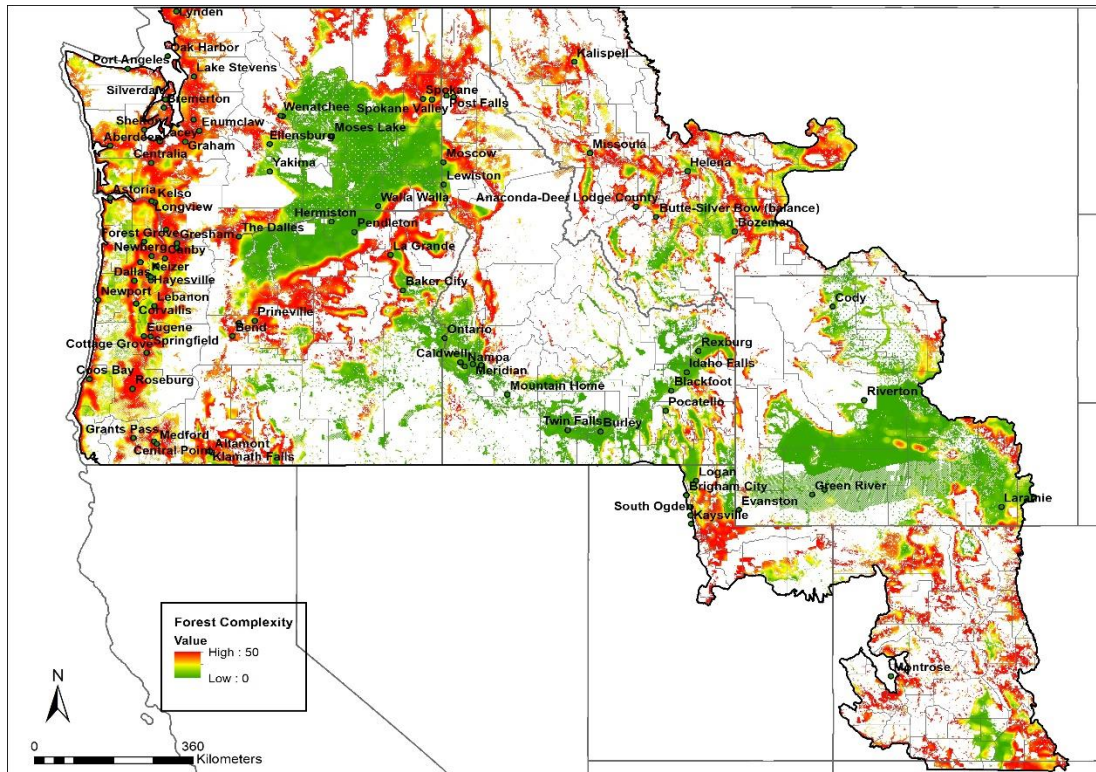 Lynden
Oak Harbor
Port Angeles
Lake Stevens
Kalispell
Silverdale
Bremerton
Spokane
Spokane Valley
Post Falls
Wenatchee
Shelton
Enumclaw
Moses Lake
Aberdeen
Lacey
Ellensburg
Graham
Missoula
Centralia
Moscow
Helena
Yakima
Lewiston
Astoria
Kelso
Walla Walla
Anaconda-Deer Lodge County
Longview
Hermiston
Butte-Silver Bow (balance)
Pendleton
The Dalles
Forest Grove
Gresham
Bozeman
Newberg
Canby
La Grande
Keizer
Dallas
Hayesville
Baker City
Newport
Lebanon
Cody
Corvallis
Prineville
Eugene
Bend
Ontario
Cottage Grove
Springfield
Rexburg
Caldwell
Nampa
Idaho Falls
Meridian
Coos Bay
Roseburg
Mountain Home
Blackfoot
Riverton
Pocatello
Twin Falls
Burley
Grants Pass
Medford
Altamont
Central Point
Klamath Falls
Logan
Brigham City
Green River
South Ogden
Evanston
Laramie
Kaysville
Forest Complexity
Value
High : 50
Low : 0
Montrose
N
0 360
Kilometers